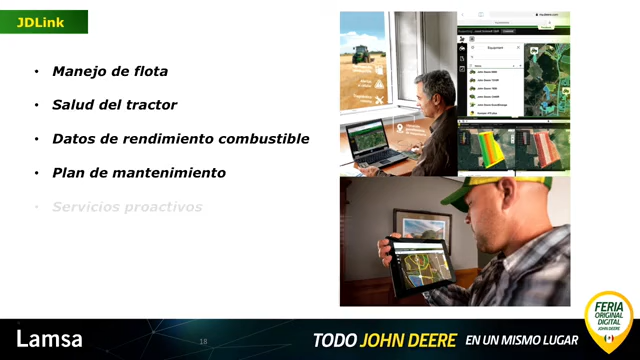 JDLink
• Manejo de flota
• Salud del tractor
• Datos de rendimiento combustible
• Plan de mantenimiento
• Servicios proactivos
Equipment
Lamsa
18
TODO JOHN DEERE EN UN MISMO LUGAR
FERIA
ORIGINAL
DIGITAL
JOHN DEERE